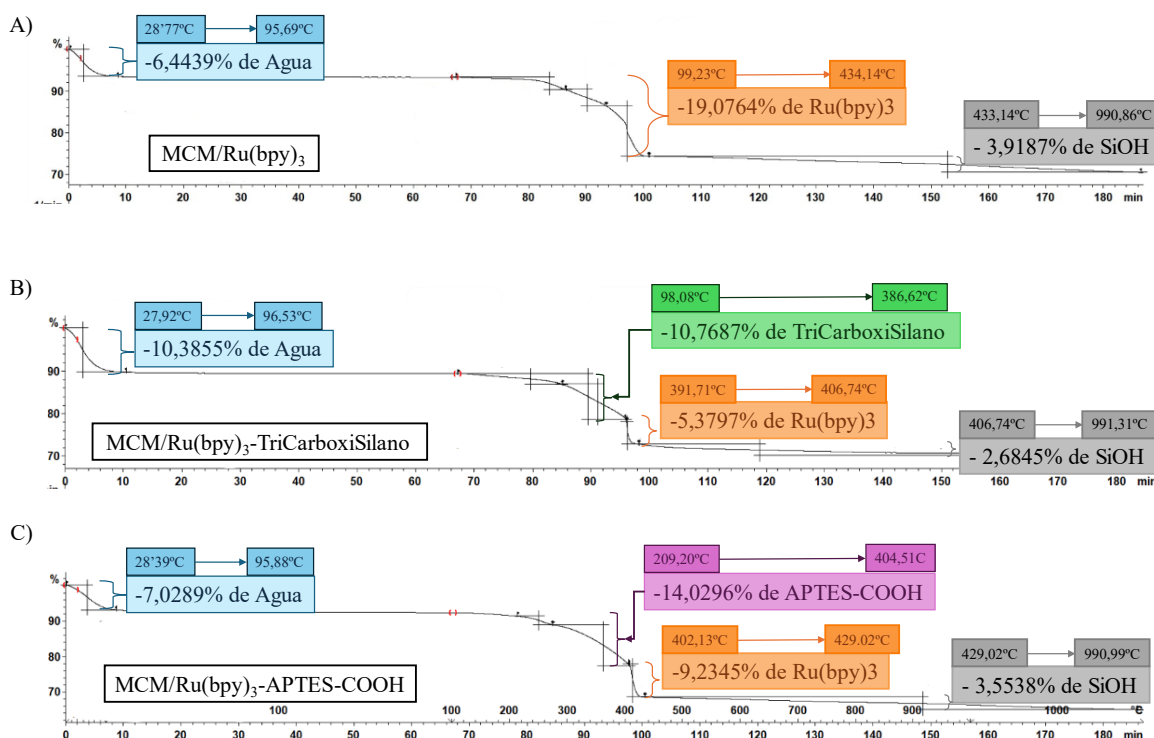 A)
28'77ºC
95,69ºC
-6,4439% de Agua
%
99,23ºC
434,14ºC
-19,0764% de Ru(bpy)3
433,14ºC
990,86ºC
- 3,9187% de SiOH
MCM/Ru(bpy)3
90
80
70
0 10 20 30 40 50 60 70 80 90 100 110 120 130 140 150 160 170 180 min
B)
27,92ºC
96,53ºC
-10,3855% de Agua
%
98,08ºC
386,62ºC
-10,7687% de TriCarboxiSilano
391,71ºC
406,74ºC
-5,3797% de Ru(bpy)3
406,74ºC
991,31ºC
- 2,6845% de SiOH
MCM/Ru(bpy)3-TriCarboxiSilano
90
80
70
0 10 20 30 40 50 60 70 80 90 100 110 120 130 140 150 160 170 180 min
C)
28'39ºC
95,88ºC
-7,0289% de Agua
%
209,20ºC
404,51C
-14,0296% de APTES-COOH
402,13ºC
429.02ºC
-9,2345% de Ru(bpy)3
429,02ºC
990,99ºC
- 3,5538% de SiOH
MCM/Ru(bpy)3-APTES-COOH
90
80
70
100 100 200 300 400 500 600 700 800 900 1000
0 10 20 30 40 50 60 70 80 90 100 110 120 130 140 150 160 170 180 min